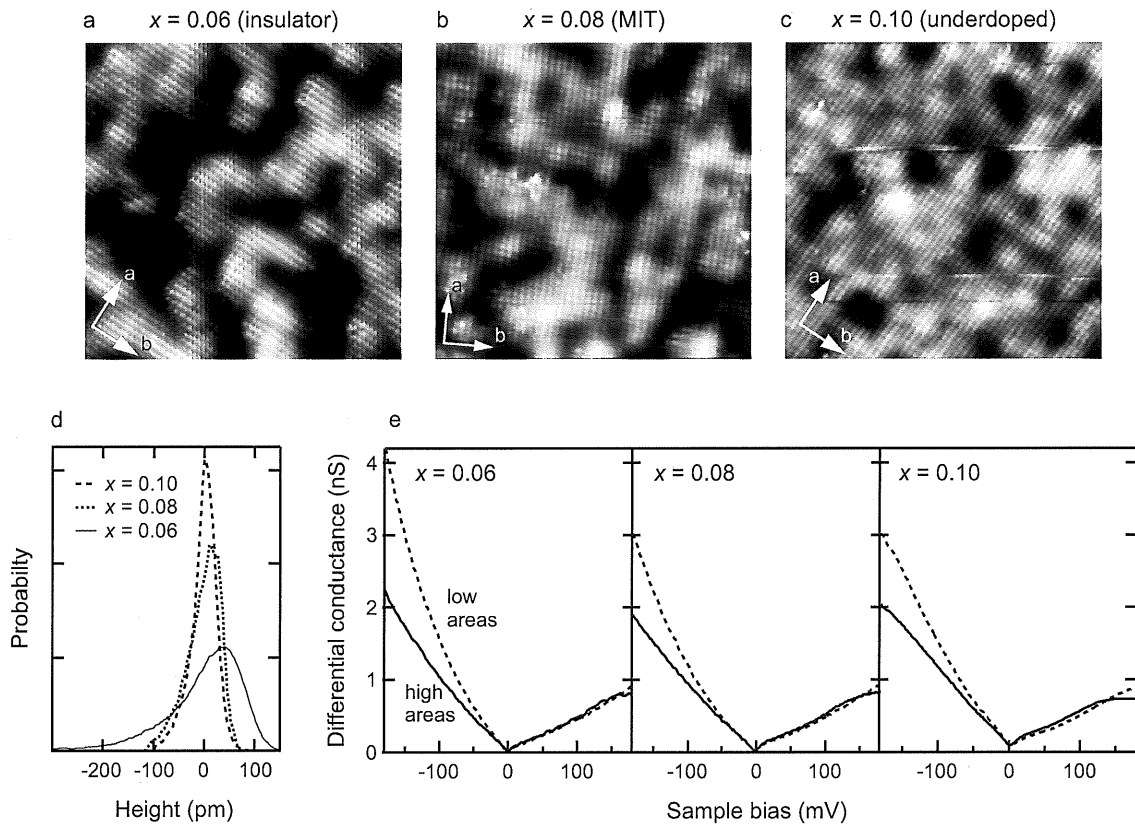 a x = 0.06 (insulator)
b x = 0.08 (MIT)
c x = 0.10 (underdoped)
a
b
a
b
a
b
d
x = 0.10
x = 0.08
x = 0.06
Probabilty
-200 -100 0 100
Height (pm)
e
Differential conductance (nS)
4
3
2
1
0
x = 0.06
low
areas
high
areas
x = 0.08
x = 0.10
-100 0 100
-100 0 100
-100 0 100
Sample bias (mV)